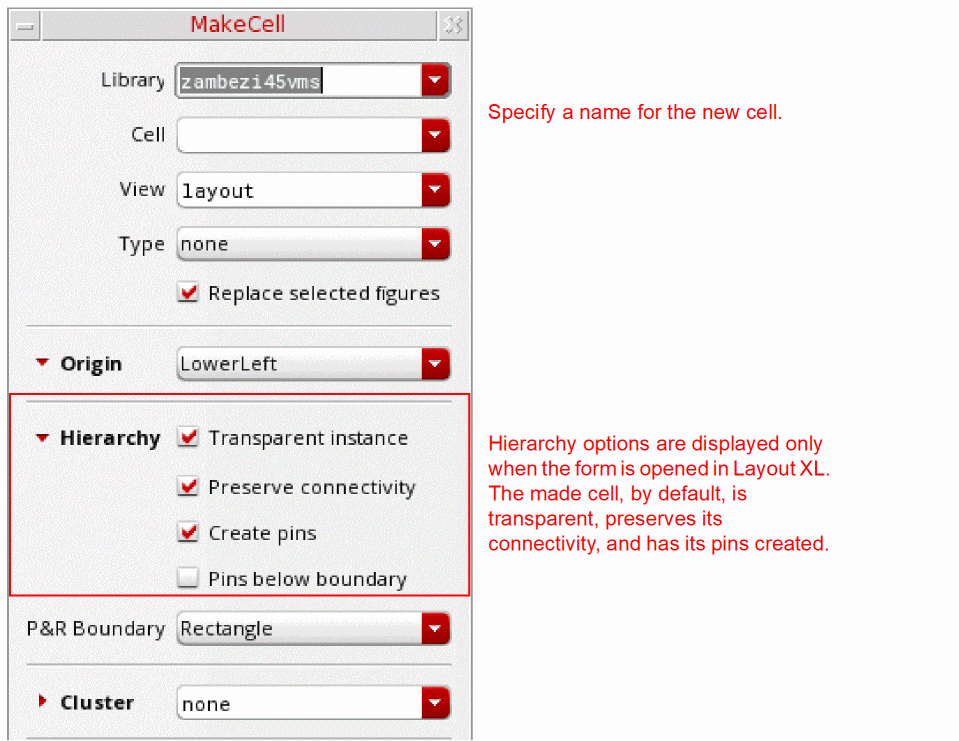 MakeCell
Library zambezi45vms
Specify a name for the new cell.
Cell
View layout
Type none
Replace selected figures
Origin LowerLeft
Hierarchy Transparent instance
Preserve connectivity
Create pins
Pins below boundary
Hierarchy options are displayed only
when the form is opened in Layout XL.
The made cell, by default, is
transparent, preserves its
connectivity, and has its pins created.
P&R Boundary Rectangle
Cluster none